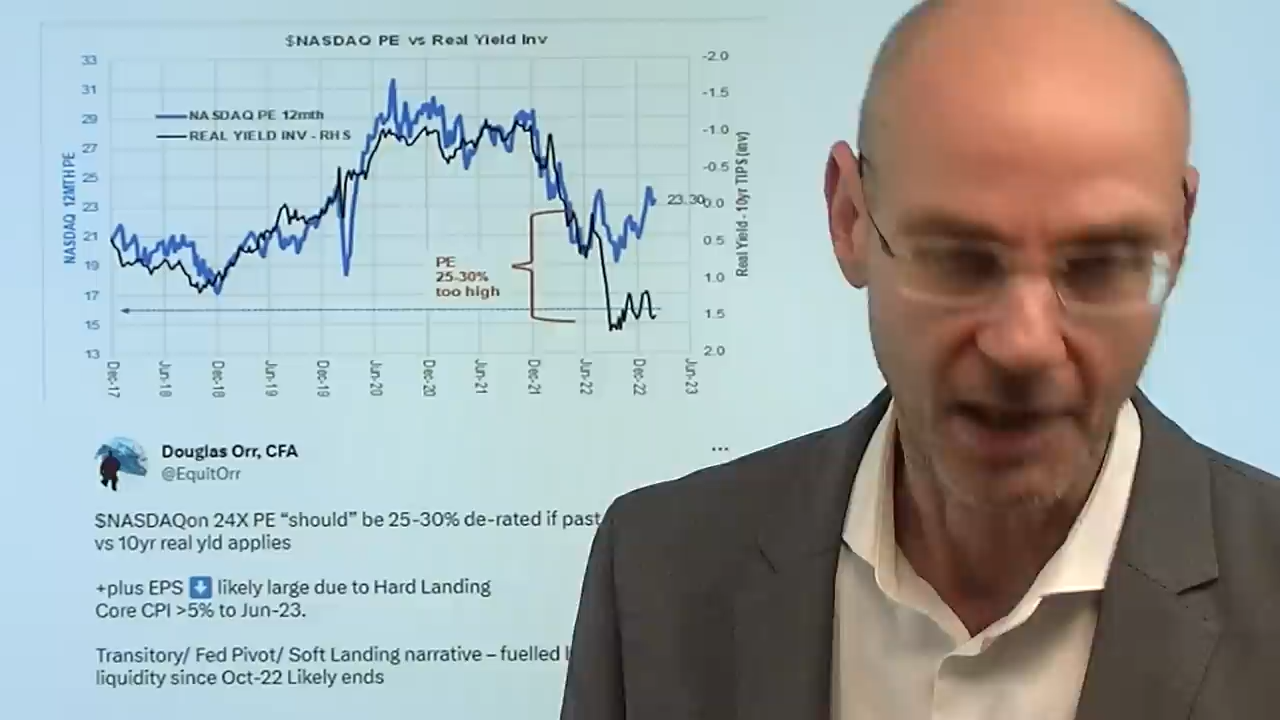 $NASDAQ PE vs Real Yield Inv
33
31
29
27
25
23
21
19
17
15
13
-2.0
-1.5
-1.0
-0.5
0.0
0.5
1.0
1.5
2.0
NASDAQ 12MTH PE
Real Yield - 10yr TIPS (inv)
NASDAQ PE 12mth
REAL YIELD INV - RHS
23.30
PE
25-30%
too high
Dec-17
Jun-18
Dec-18
Jun-19
Dec-19
Jun-20
Dec-20
Jun-21
Dec-21
Jun-22
Dec-22
Jun-23
Douglas Orr, CFA
@EquitOrr
$NASDAQon 24X PE “should” be 25-30% de-rated if past
vs 10yr real yld applies
+plus EPS ⬇️ likely large due to Hard Landing
Core CPI >5% to Jun-23.
Transitory/ Fed Pivot/ Soft Landing narrative – fuelled
liquidity since Oct-22 Likely ends